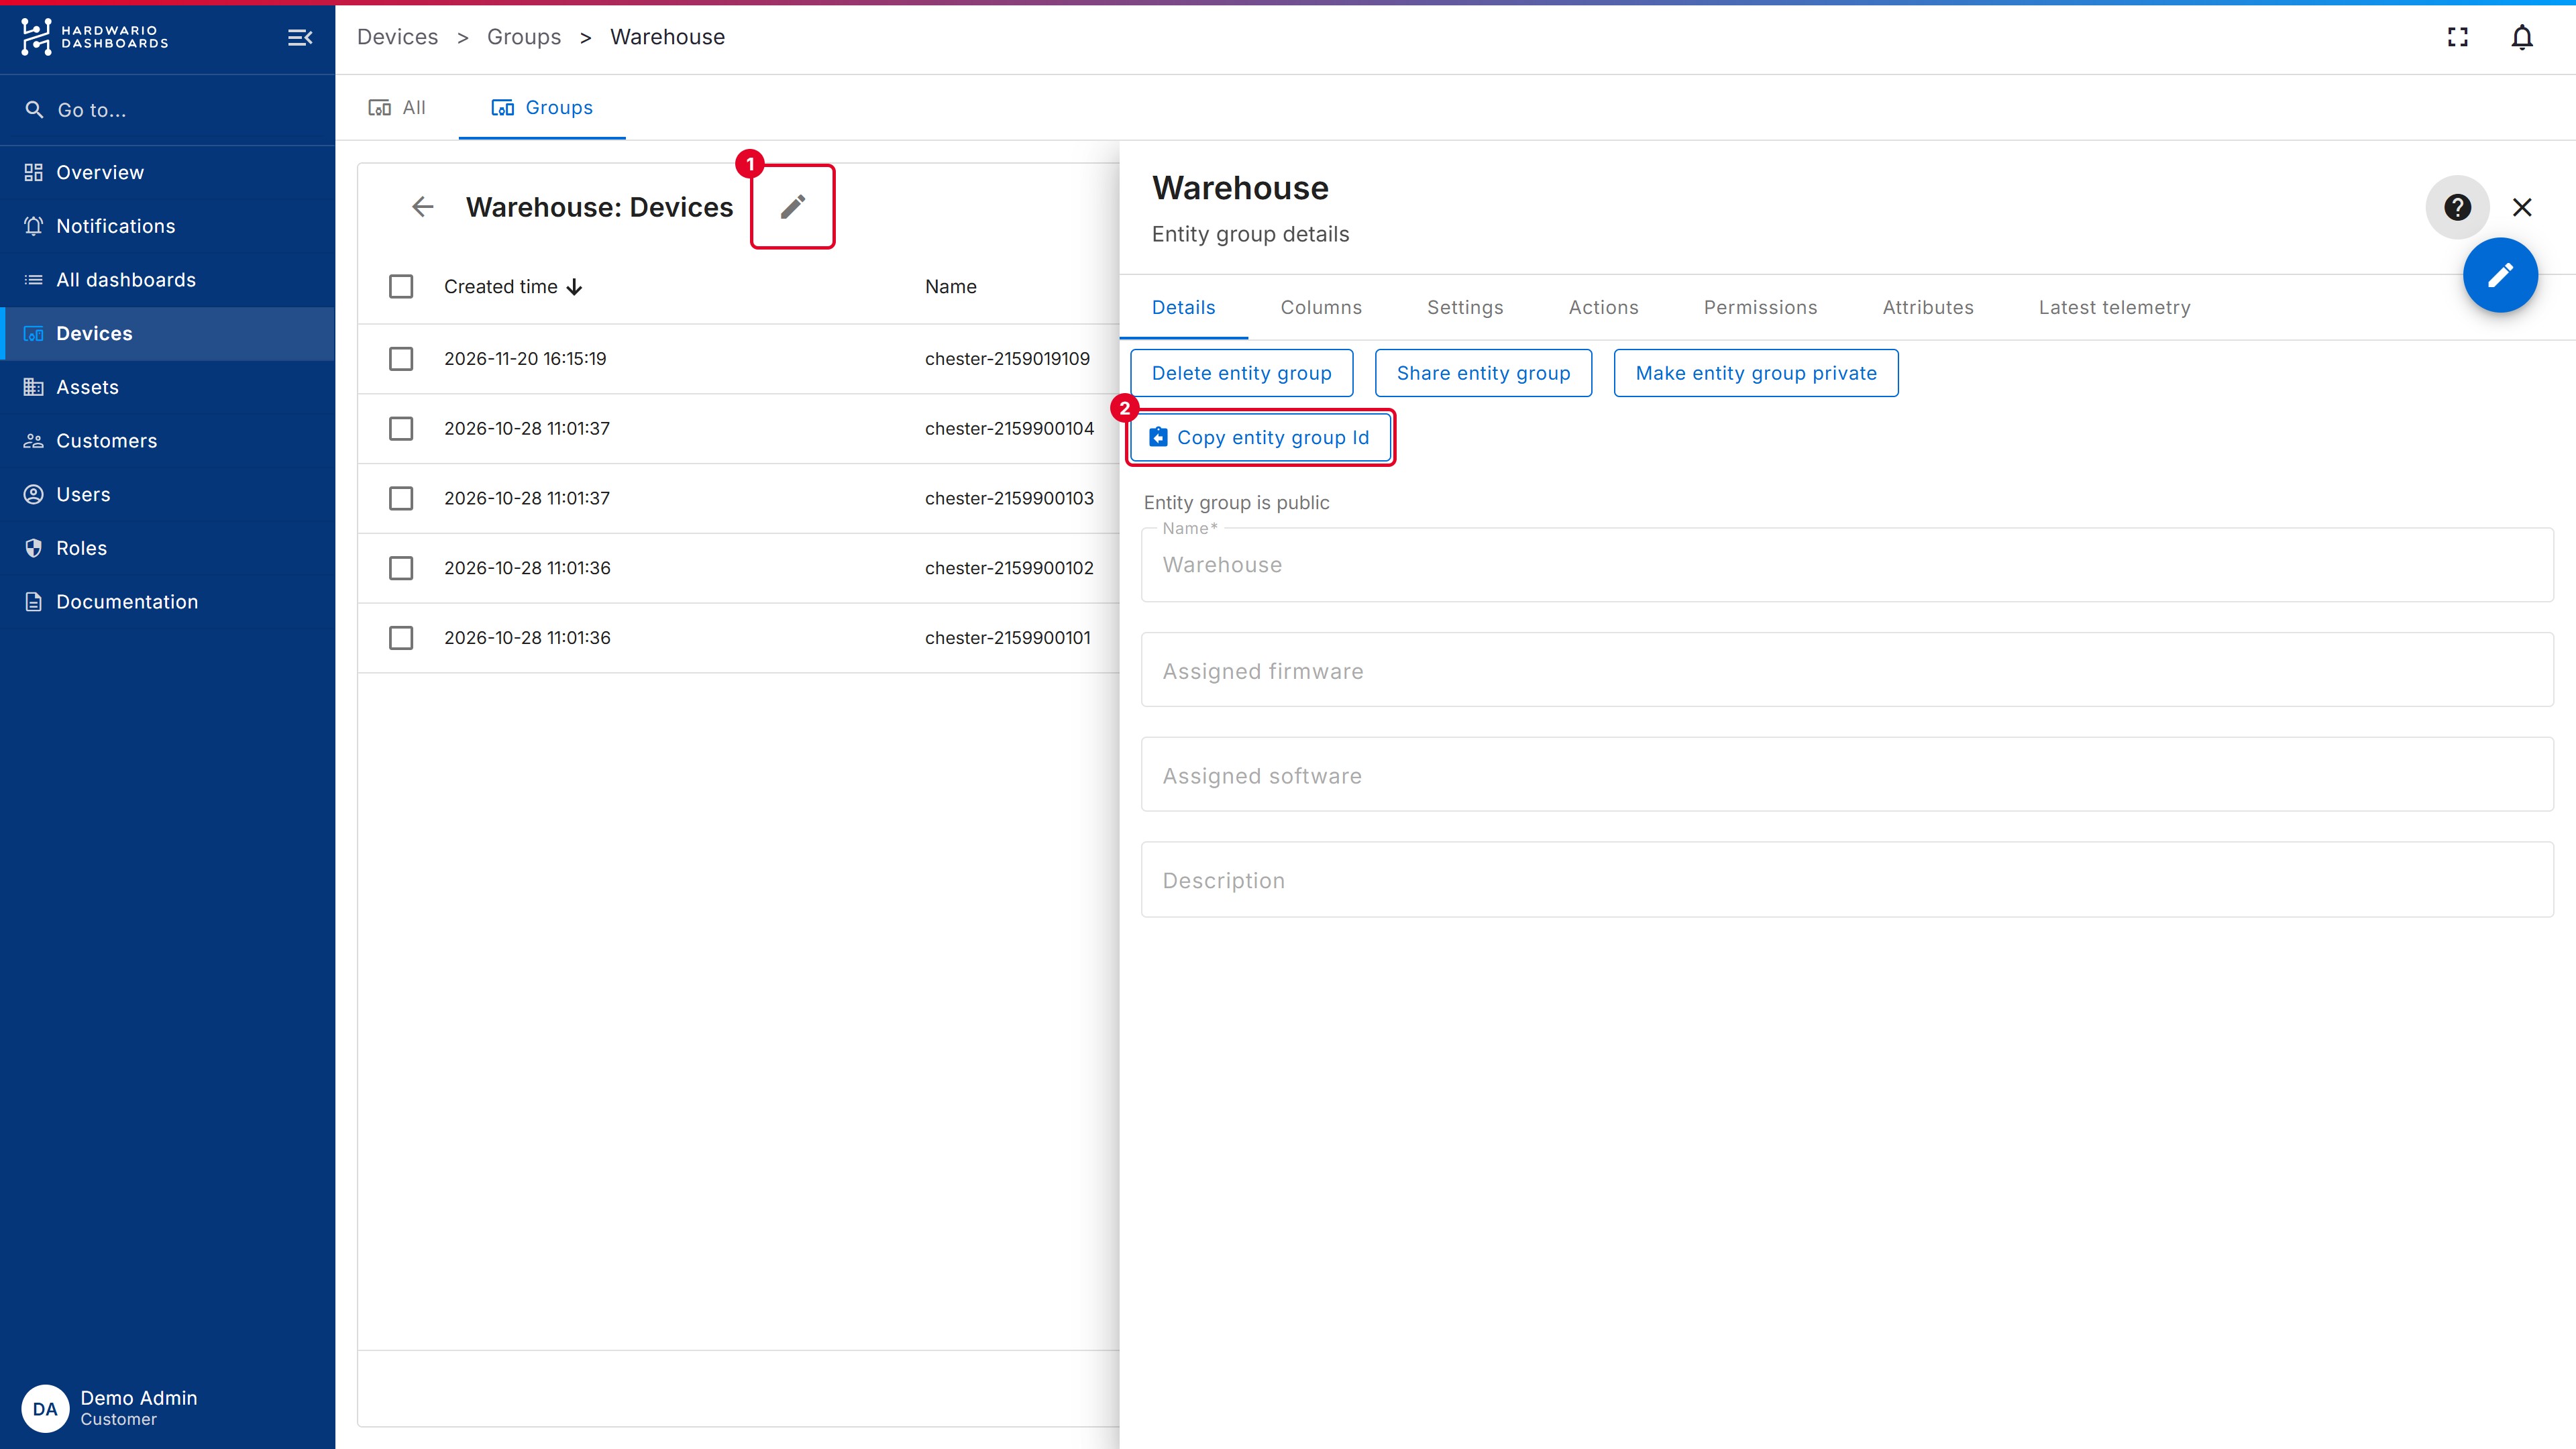 HARDWARIO
DASHBOARDS
Go to...
Overview
Notifications
All dashboards
Devices
Assets
Customers
Users
Roles
Documentation
DA
Demo Admin
Customer
Devices > Groups > Warehouse
All
Groups
1
Warehouse: Devices
Created time
Name
2026-11-20 16:15:19
chester-2159019109
2026-10-28 11:01:37
chester-2159900104
2026-10-28 11:01:37
chester-2159900103
2026-10-28 11:01:36
chester-2159900102
2026-10-28 11:01:36
chester-2159900101
Warehouse
Entity group details
?
Details
Columns
Settings
Actions
Permissions
Attributes
Latest telemetry
Delete entity group
Share entity group
Make entity group private
2
Copy entity group Id
Entity group is public
Name*
Warehouse
Assigned firmware
Assigned software
Description